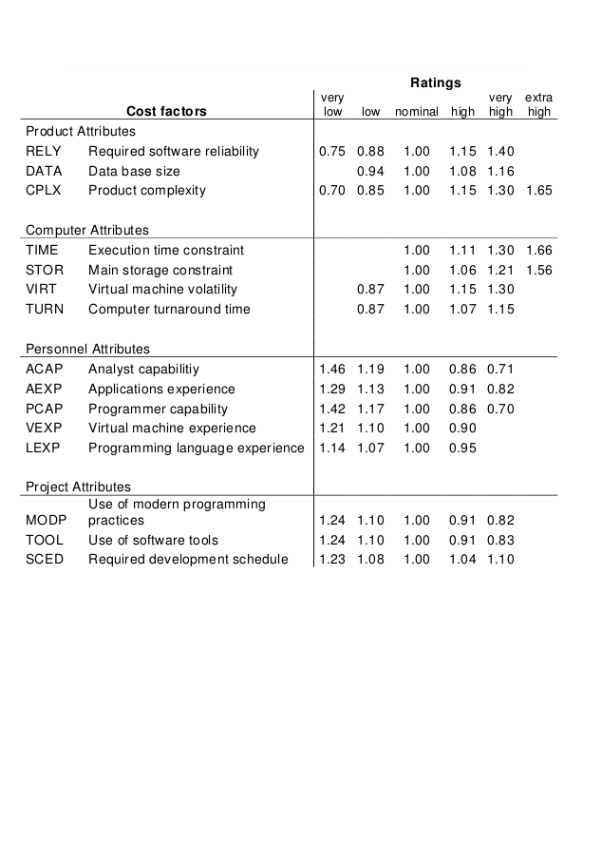 Ratings
Cost factors very low low nominal high very high extra high
Product Attributes
RELY Required software reliability 0.75 0.88 1.00 1.15 1.40
DATA Data base size 0.94 1.00 1.08 1.16
CPLX Product complexity 0.70 0.85 1.00 1.15 1.30 1.65
Computer Attributes
TIME Execution time constraint 1.00 1.11 1.30 1.66
STOR Main storage constraint 1.00 1.06 1.21 1.56
VIRT Virtual machine volatility 0.87 1.00 1.15 1.30
TURN Computer turnaround time 0.87 1.00 1.07 1.15
Personnel Attributes
ACAP Analyst capabilitiy 1.46 1.19 1.00 0.86 0.71
AEXP Applications experience 1.29 1.13 1.00 0.91 0.82
PCAP Programmer capability 1.42 1.17 1.00 0.86 0.70
VEXP Virtual machine experience 1.21 1.10 1.00 0.90
LEXP Programming language experience 1.14 1.07 1.00 0.95
Project Attributes
Use of modern programming
MODP practices 1.24 1.10 1.00 0.91 0.82
TOOL Use of software tools 1.24 1.10 1.00 0.91 0.83
SCED Required development schedule 1.23 1.08 1.00 1.04 1.10